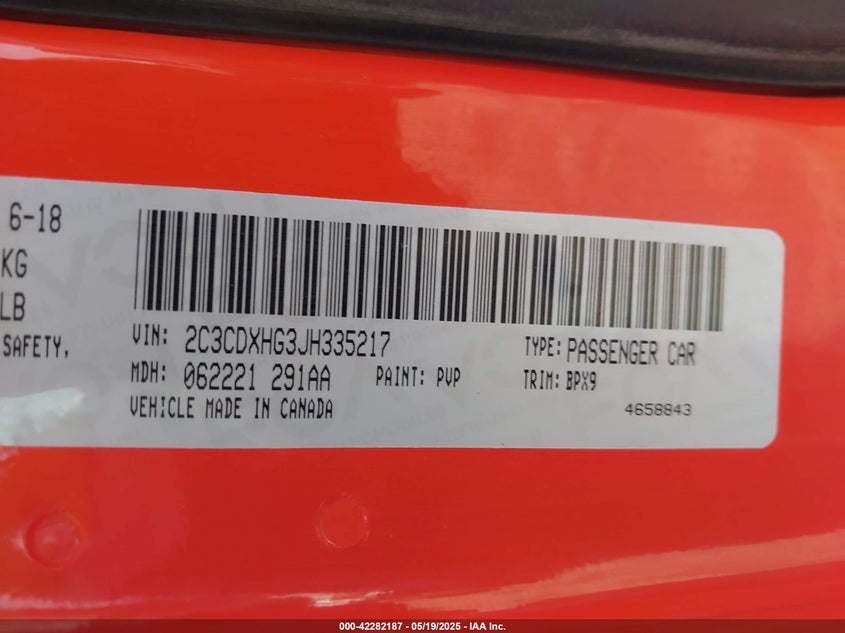 6-18
KG
LB
SAFETY,
VIN: 2C3CDXHG3JH335217
TYPE: PASSENGER CAR
MDH: 062221 291AA
PAINT: PVP
TRIM: BPX9
VEHICLE MADE IN CANADA
4658843
000-42282187 - 05/19/2025 - IAA Inc.